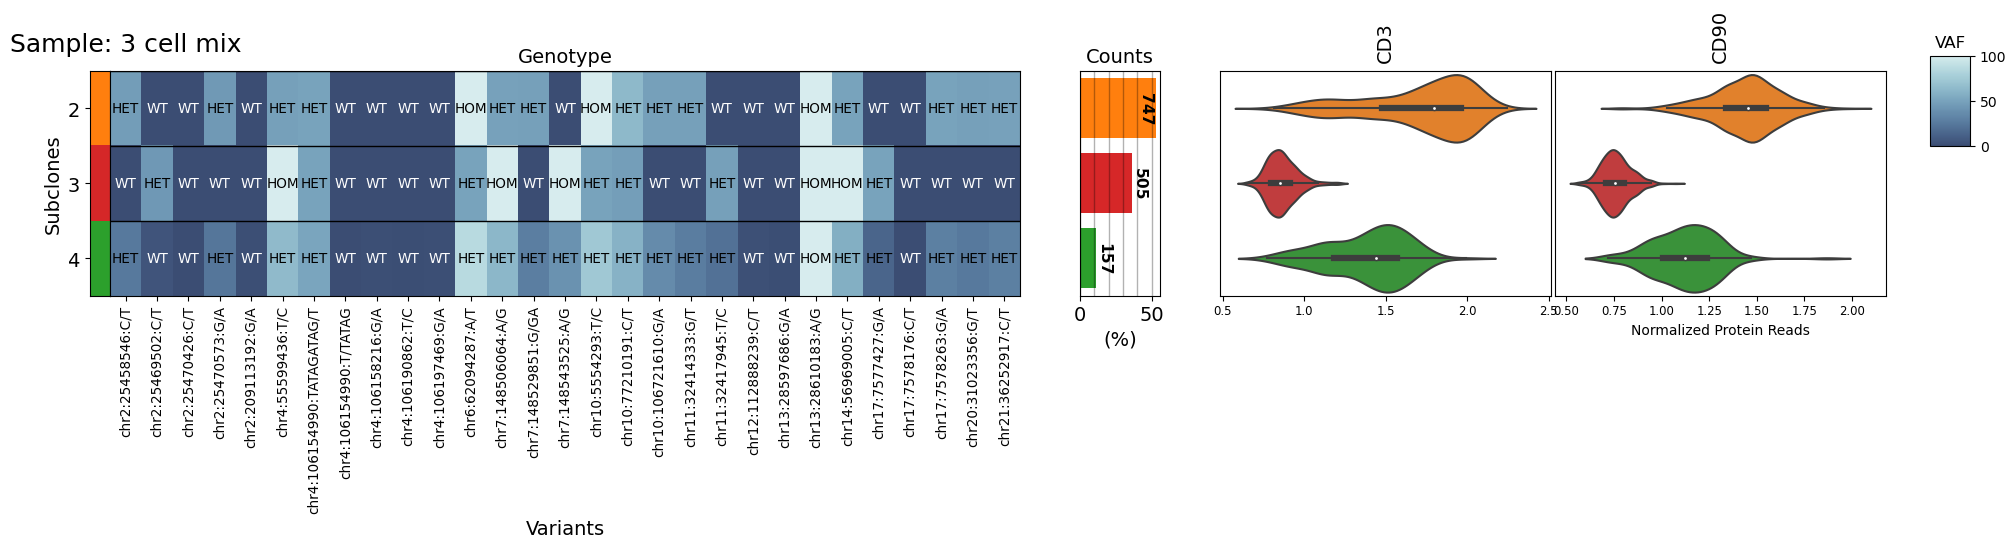 Sample: 3 cell mix
Genotype
Counts
CD3
CD90
VAF
Subclones
2
HET WT WT HET WT HET HET WT WT WT WT HOM HET HET WT HOM HET HET HET WT WT WT HOM HET WT WT HET HET HET
747
3
WT HET WT WT WT HOM HET WT WT WT WT HET HOM WT HOM HET HET WT WT HET WT WT HOM HOM HET WT WT WT WT
505
4
HET WT WT HET WT HET HET WT WT WT WT HET HET HET HET HET HET HET HET HET WT WT HOM HET HET WT HET HET HET
157
100
50
0
chr2:25458546:C/T
chr2:25469502:C/T
chr2:25470426:C/T
chr2:25470573:G/A
chr2:209113192:G/A
chr4:55599436:T/C
chr4:106154990:TATAGATAG/T
chr4:106154990:T/TATAG
chr4:106158216:G/A
chr4:106190862:T/C
chr4:106197469:G/A
chr6:62094287:A/T
chr7:148506064:A/G
chr7:148529851:G/GA
chr7:148543525:A/G
chr10:5554293:T/C
chr10:77210191:C/T
chr10:106721610:G/A
chr11:32414333:G/T
chr11:32417945:T/C
chr12:112888239:C/T
chr13:28597686:G/A
chr13:28610183:A/G
chr14:56969005:C/T
chr17:7577427:G/A
chr17:7578176:C/T
chr17:7578263:G/A
chr20:31023356:G/T
chr21:36252917:C/T
Variants
0 50
(%)
0.5 1.0 1.5 2.0 2.5
0.50 0.75 1.00 1.25 1.50 1.75 2.00
Normalized Protein Reads